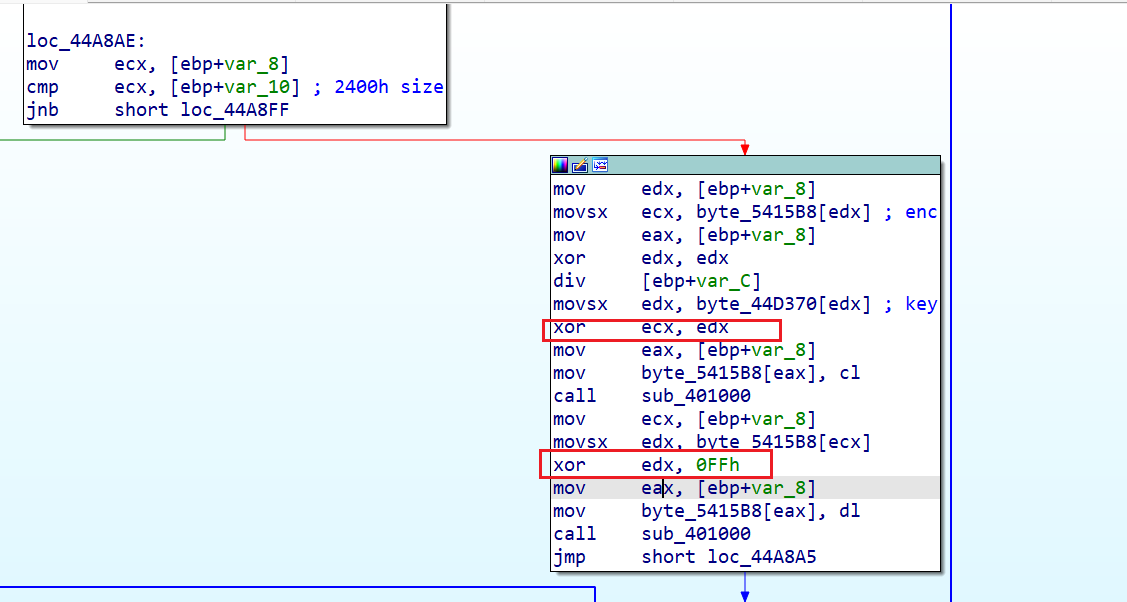 loc_44A8AE:
mov ecx, [ebp+var_8]
cmp ecx, [ebp+var_10] ; 2400h size
jnb short loc_44A8FF
mov edx, [ebp+var_8]
movsx ecx, byte_5415B8[edx] ; enc
mov eax, [ebp+var_8]
xor edx, edx
div [ebp+var_C]
movsx edx, byte_44D370[edx] ; key
xor ecx, edx
mov eax, [ebp+var_8]
mov byte_5415B8[eax], cl
call sub_401000
mov ecx, [ebp+var_8]
movsx edx, byte_5415B8[ecx]
xor edx, 0FFh
mov eax, [ebp+var_8]
mov byte_5415B8[eax], dl
call sub_401000
jmp short loc_44A8A5